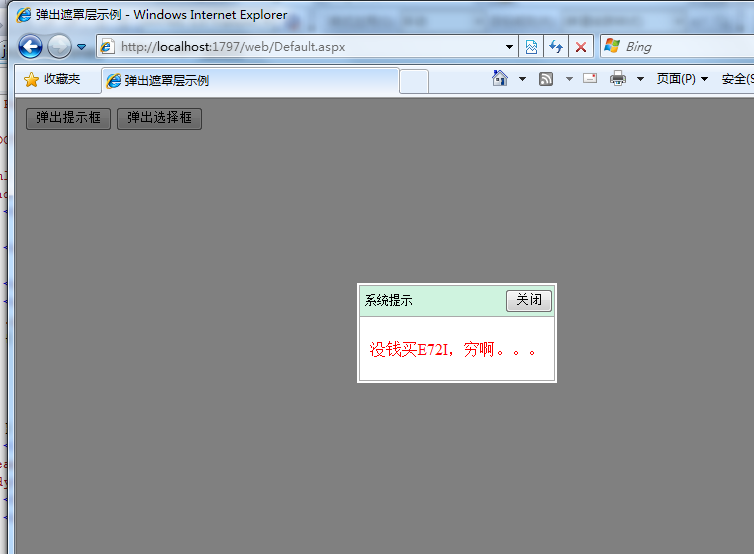 弹出遮罩层示例 - Windows Internet Explorer
http://localhost:1797/web/Default.aspx
Bing
收藏夹
弹出遮罩层示例
页面(P)
安全(S
弹出提示框 弹出选择框
系统提示
关闭
没钱买E72I，穷啊。。。